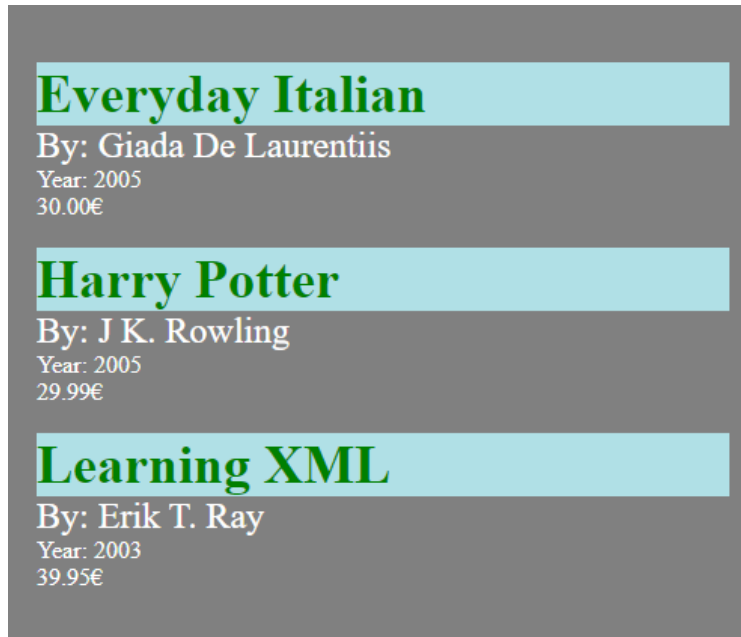 Everyday Italian
By: Giada De Laurentiis
Year: 2005
30.00€
Harry Potter
By: J K. Rowling
Year: 2005
29.99€
Learning XML
By: Erik T. Ray
Year: 2003
39.95€